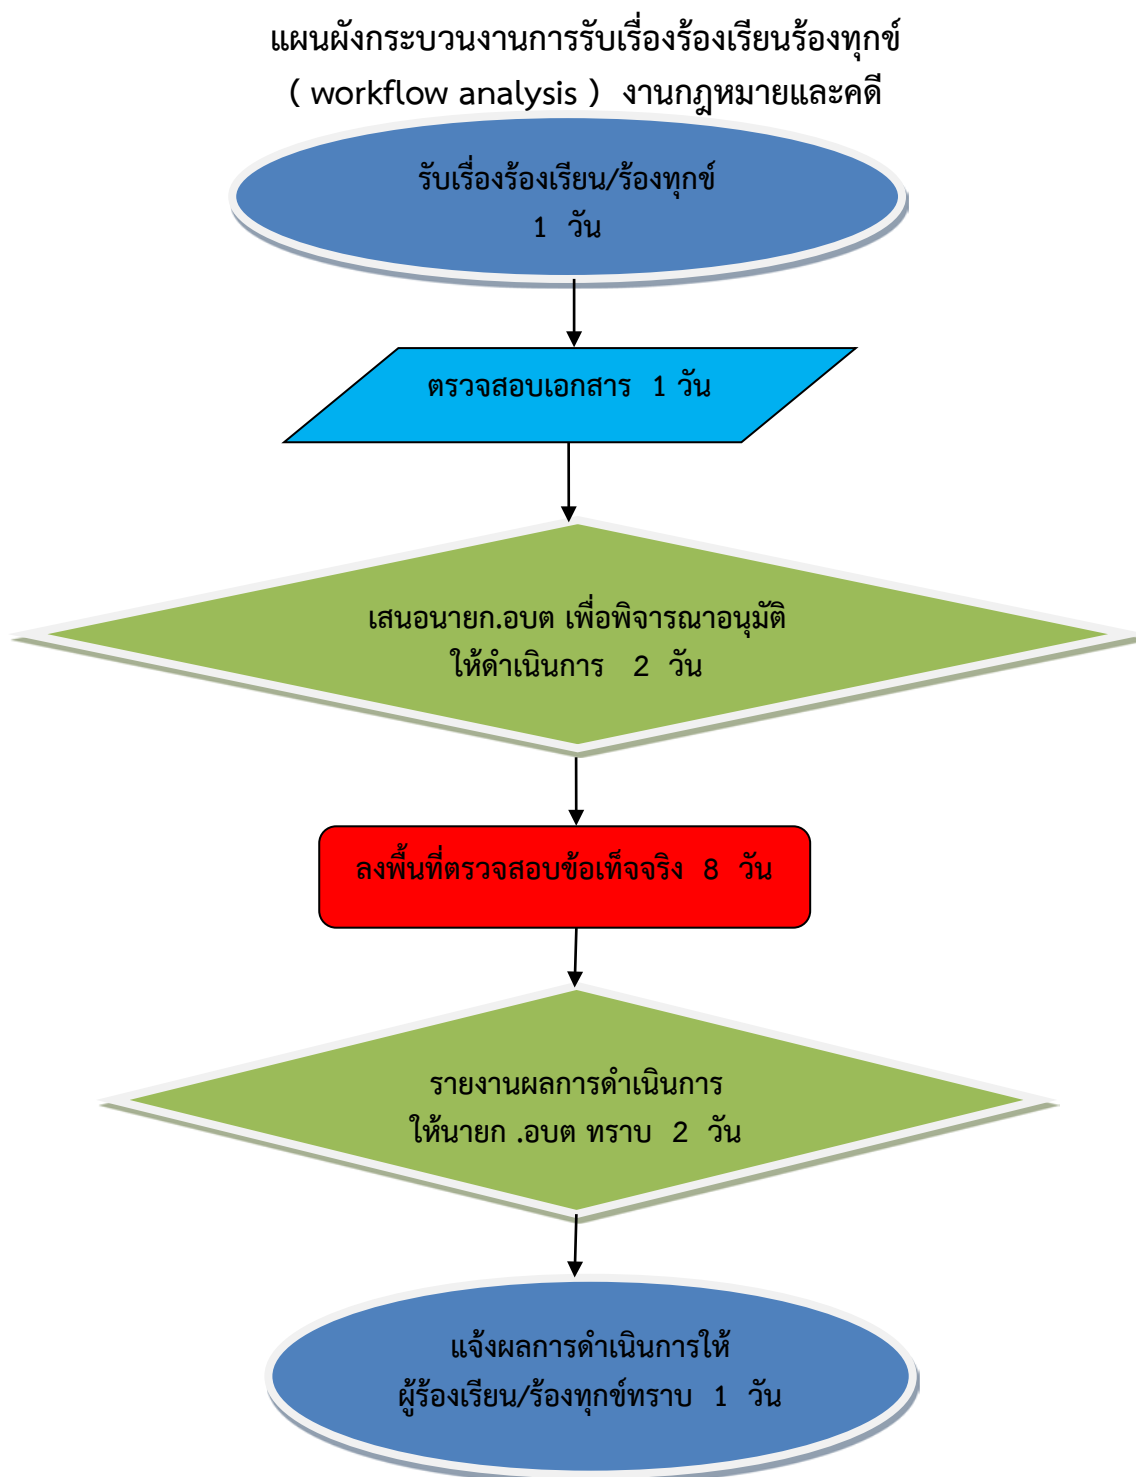 แผนผังกระบวนงานการรับเรื่องร้องเรียนร้องทุกข์
( workflow analysis ) งานกฎหมายและคดี
รับเรื่องร้องเรียน/ร้องทุกข์
1 วัน
ตรวจสอบเอกสาร 1 วัน
เสนอนายก.อบต เพื่อพิจารณาอนุมัติ
ให้ดำเนินการ 2 วัน
ลงพื้นที่ตรวจสอบข้อเท็จจริง 8 วัน
รายงานผลการดำเนินการ
ให้นายก .อบต ทราบ 2 วัน
แจ้งผลการดำเนินการให้
ผู้ร้องเรียน/ร้องทุกข์ทราบ 1 วัน